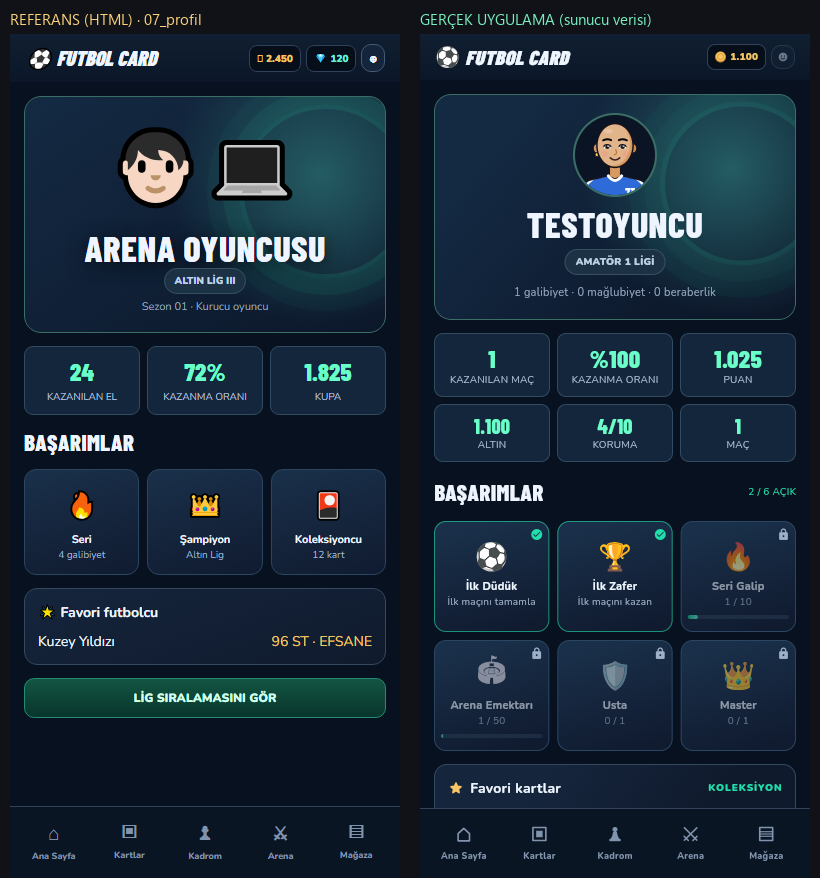 REFERANS (HTML) · 07_profil
FUTBOL CARD
2.450
120
ARENA OYUNCUSU
ALTIN LİG III
Sezon 01 · Kurucu oyuncu
24
KAZANILAN EL
72%
KAZANMA ORANI
1.825
KUPA
BAŞARIMLAR
Seri
4 galibiyet
Şampiyon
Altın Lig
Koleksiyoncu
12 kart
Favori futbolcu
Kuzey Yıldızı
96 ST · EFSANE
LİG SIRALAMASINI GÖR
Ana Sayfa
Kartlar
Kadrom
Arena
Mağaza
GERÇEK UYGULAMA (sunucu verisi)
FUTBOL CARD
1.100
TESTOYUNCU
AMATÖR 1 LİGİ
1 galibiyet · 0 mağlubiyet · 0 beraberlik
1
KAZANILAN MAÇ
%100
KAZANMA ORANI
1.025
PUAN
1.100
ALTIN
4/10
KORUMA
1
MAÇ
BAŞARIMLAR
2 / 6 AÇIK
İlk Düdük
İlk maçını tamamla
İlk Zafer
İlk maçını kazan
Seri Galip
1 / 10
Arena Emektarı
1 / 50
Usta
0 / 1
Master
0 / 1
Favori kartlar
KOLEKSİYON
Ana Sayfa
Kartlar
Kadrom
Arena
Mağaza